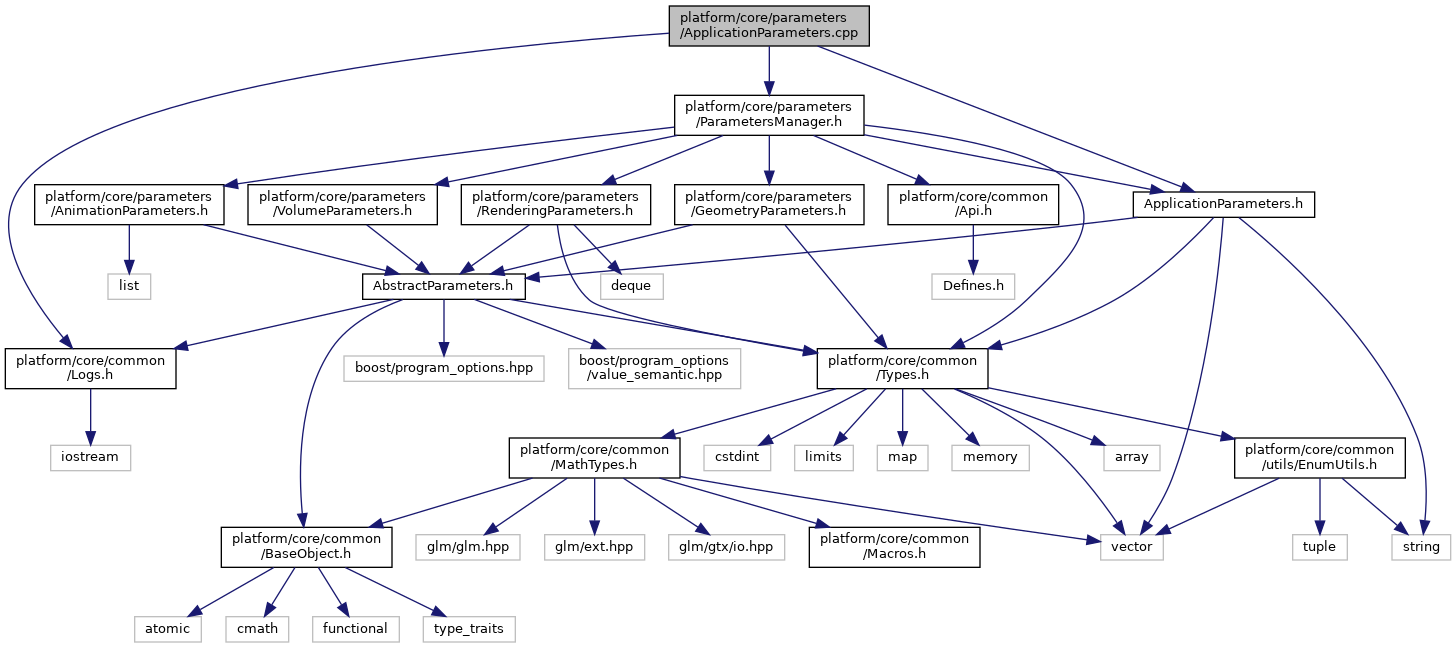 platform/core/parameters
/ApplicationParameters.cpp
platform/core/parameters
/ParametersManager.h
platform/core/parameters
/AnimationParameters.h
platform/core/parameters
/VolumeParameters.h
platform/core/parameters
/RenderingParameters.h
platform/core/parameters
/GeometryParameters.h
platform/core/common
/Api.h
ApplicationParameters.h
list
AbstractParameters.h
deque
Defines.h
platform/core/common
/Logs.h
boost/program_options.hpp
boost/program_options
/value_semantic.hpp
platform/core/common
/Types.h
iostream
platform/core/common
/MathTypes.h
cstdint
limits
map
memory
array
platform/core/common
/utils/EnumUtils.h
platform/core/common
/BaseObject.h
glm/glm.hpp
glm/ext.hpp
glm/gtx/io.hpp
platform/core/common
/Macros.h
vector
tuple
string
atomic
cmath
functional
type_traits